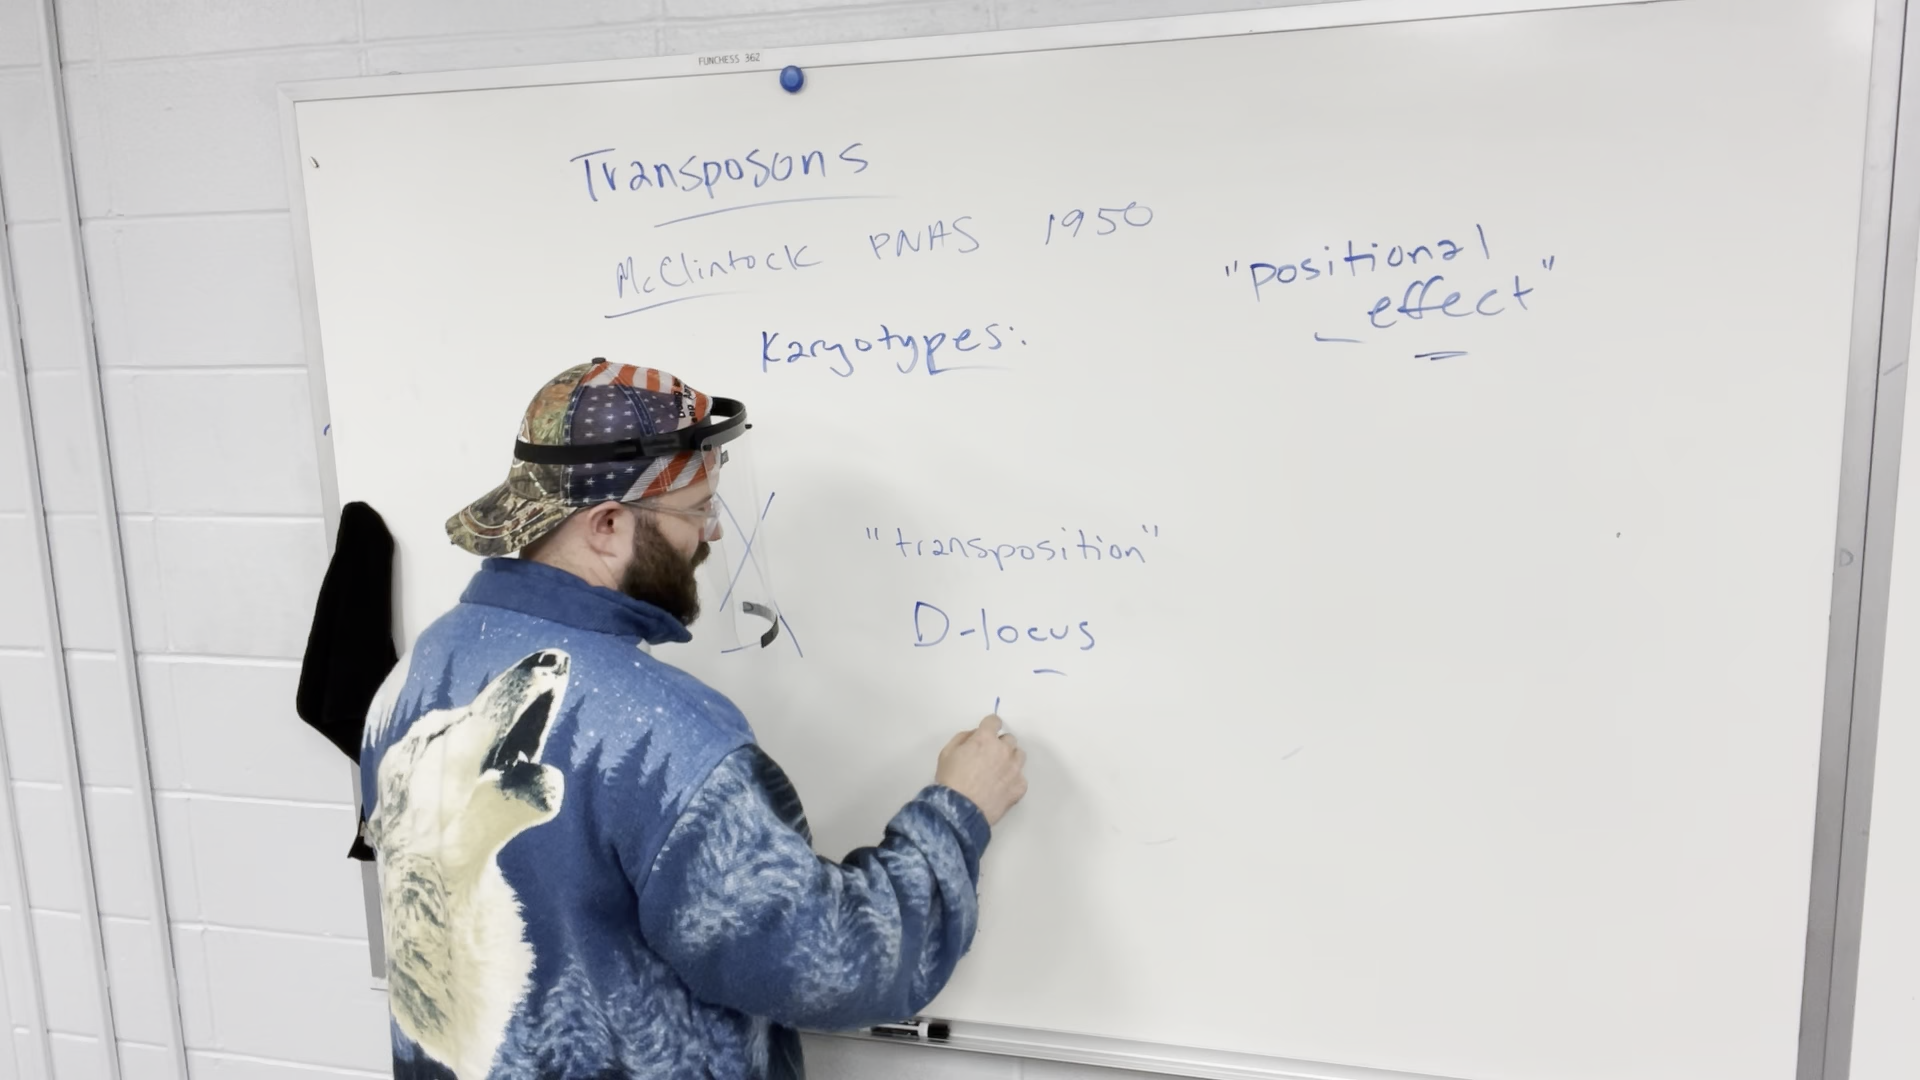 FUNCHESS 362
Transposons
McClintock PNAS 1950
"positional
effect"
Karyotypes:
"transposition"
D-locus